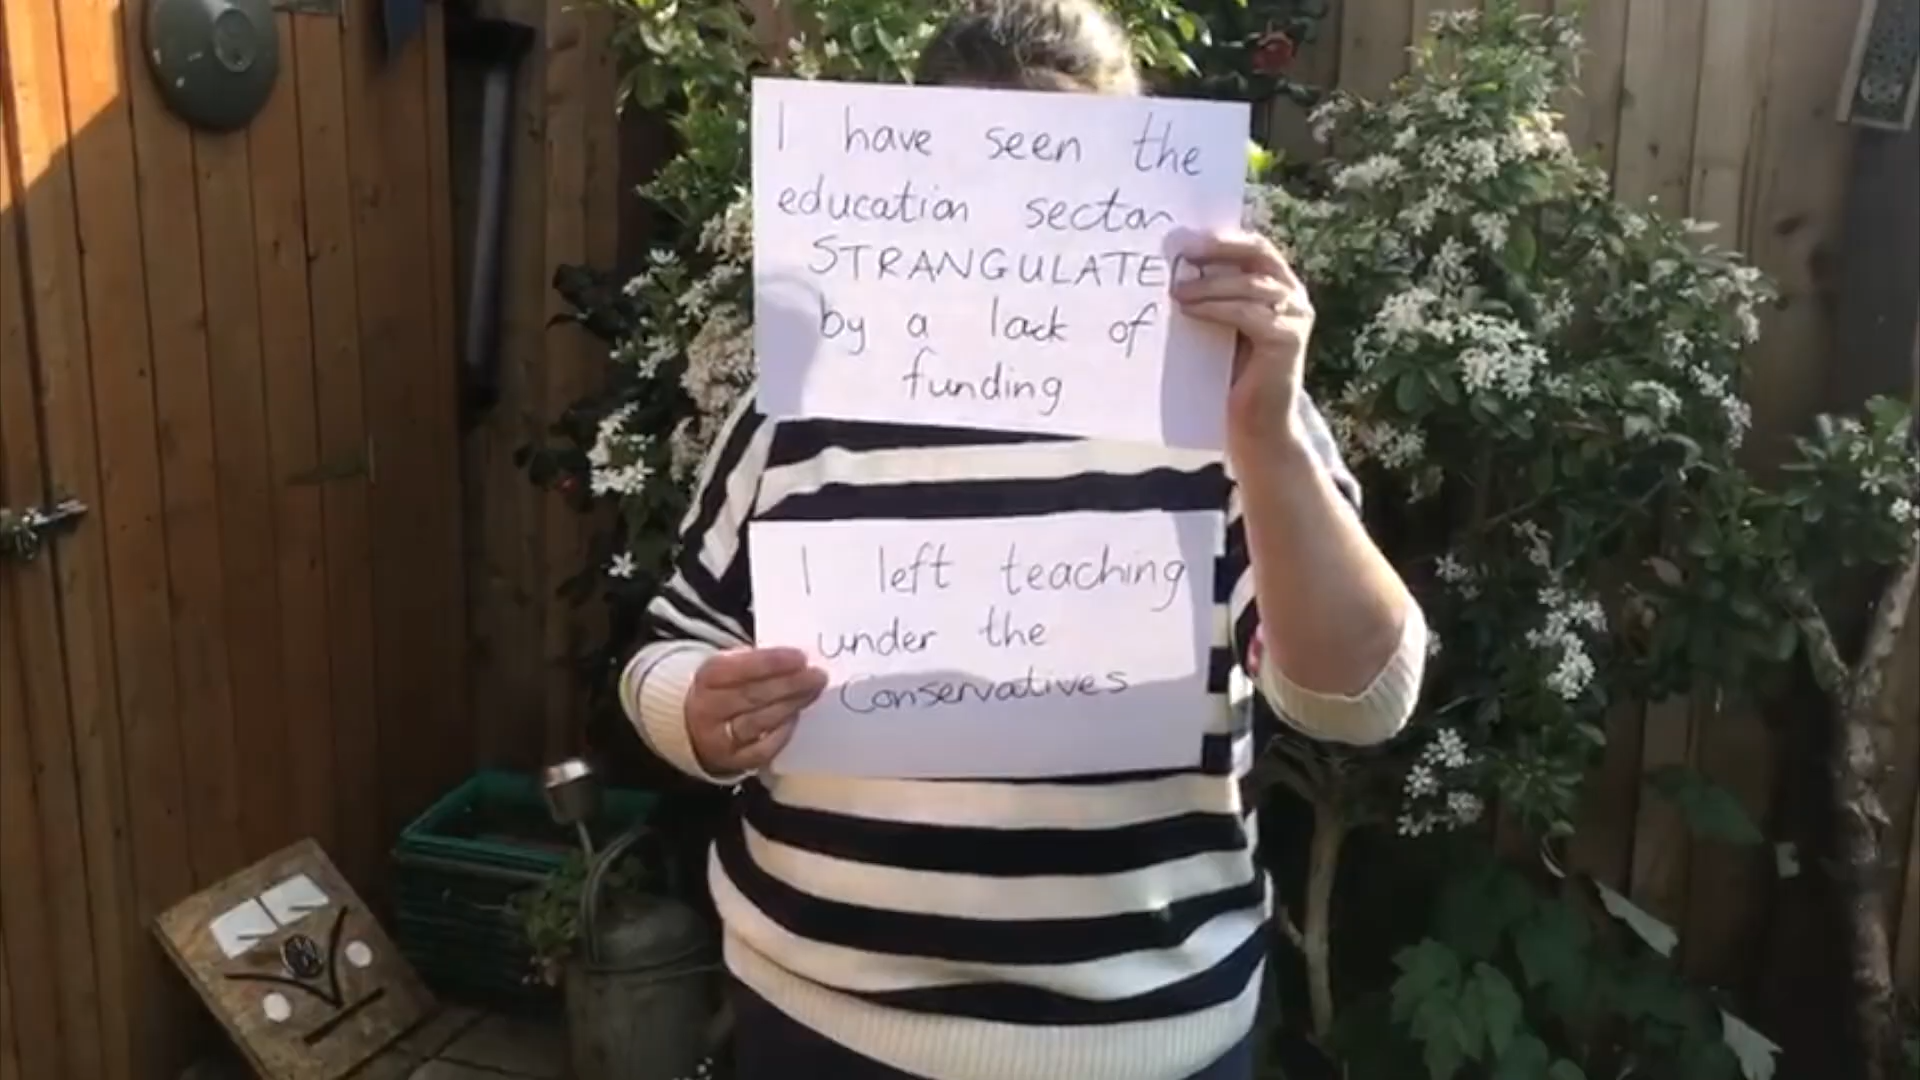 I have seen the
education sector
STRANGULATED
by a lack of
funding
I left teaching
under the
Conservatives